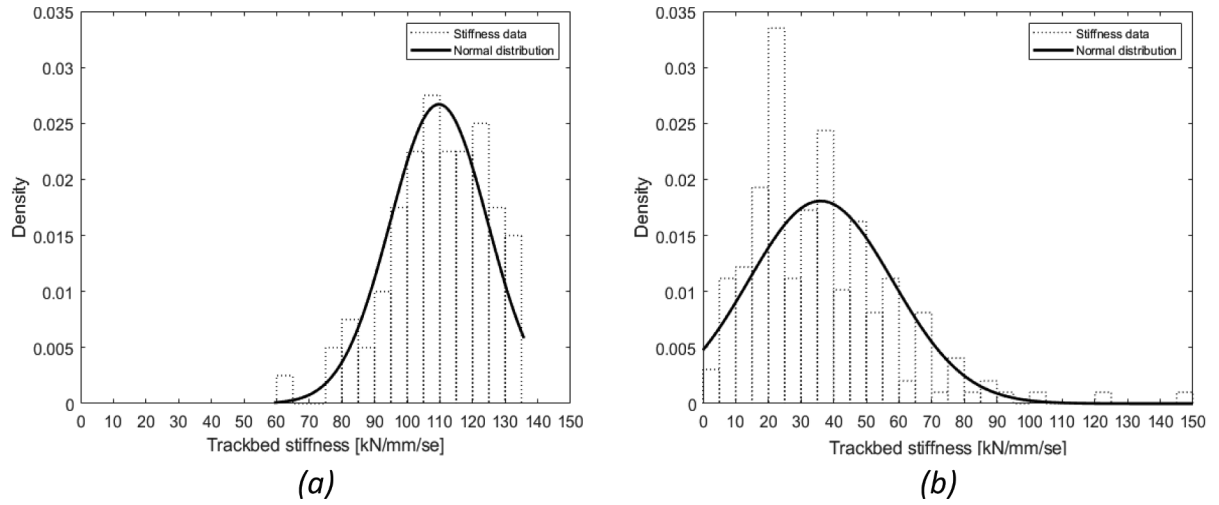 0.035
0.03
0.025
0.02
0.015
0.01
0.005
0
Density
Stiffness data
Normal distribution
0 10 20 30 40 50 60 70 80 90 100 110 120 130 140 150
Trackbed stiffness [kN/mm/se]
(a)
0.035
0.03
0.025
0.02
0.015
0.01
0.005
0
Density
Stiffness data
Normal distribution
0 10 20 30 40 50 60 70 80 90 100 110 120 130 140 150
Trackbed stiffness [kN/mm/se]
(b)